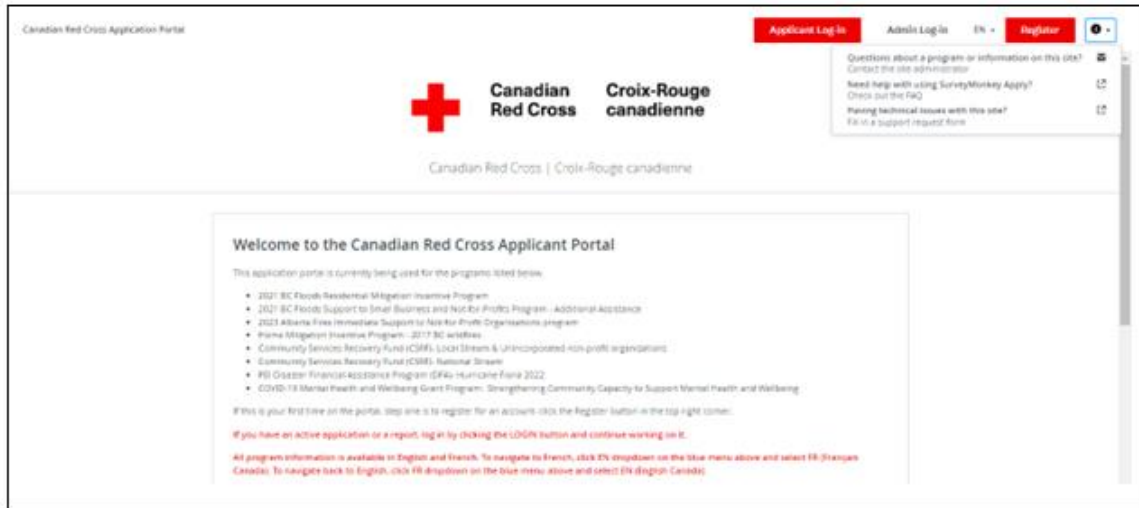 Canadian Red Cross Application Portal
Applicant Log-in
Admin Log-in
EN
Register
Questions about a program or information on this site?
Contact the site administrator
Need help with using SurveyMonkey Apply?
Check out the FAQ
Having technical issues with this site?
Fill in a support request form
Canadian Red Cross
Croix-Rouge canadienne
Canadian Red Cross | Croix-Rouge canadienne
Welcome to the Canadian Red Cross Applicant Portal
This application portal is currently being used for the programs listed below.
2021 BC Floods Residential Mitigation Incentive Program
2021 BC Floods Support to Small Business and Not-for-Profits Program - Additional Assistance
2023 Alberta Fires Immediate Support to Not-for-Profit Organizations program
Home Mitigation Incentive Program - 2017 BC wildfires
Community Services Recovery Fund (CSRF)- Local Stream & Unincorporated non-profit organizations
Community Services Recovery Fund (CSRF)- National Stream
PEI Disaster Financial Assistance Program (DFA)- Hurricane Fiona 2022
COVID-19 Mental Health and Wellbeing Grant Program: Strengthening Community Capacity to Support Mental Health and Wellbeing
If this is your first time on the portal, step one is to register for an account click the Register button in the top right corner.
If you have an active application or a report, log in by clicking the LOGIN button and continue working on it.
All program information is available in English and French. To navigate to French, click EN dropdown on the blue menu above and select FR (Français
Canada). To navigate back to English, click FR dropdown on the blue menu above and select EN (English Canada).